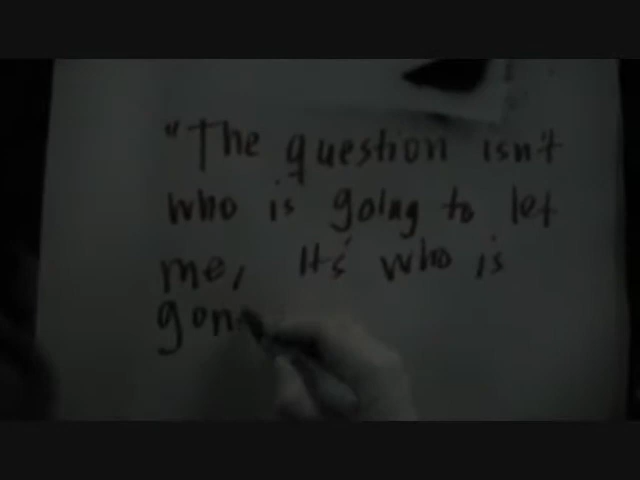 "The question isn't
who is going to let
me, It's who is
gon